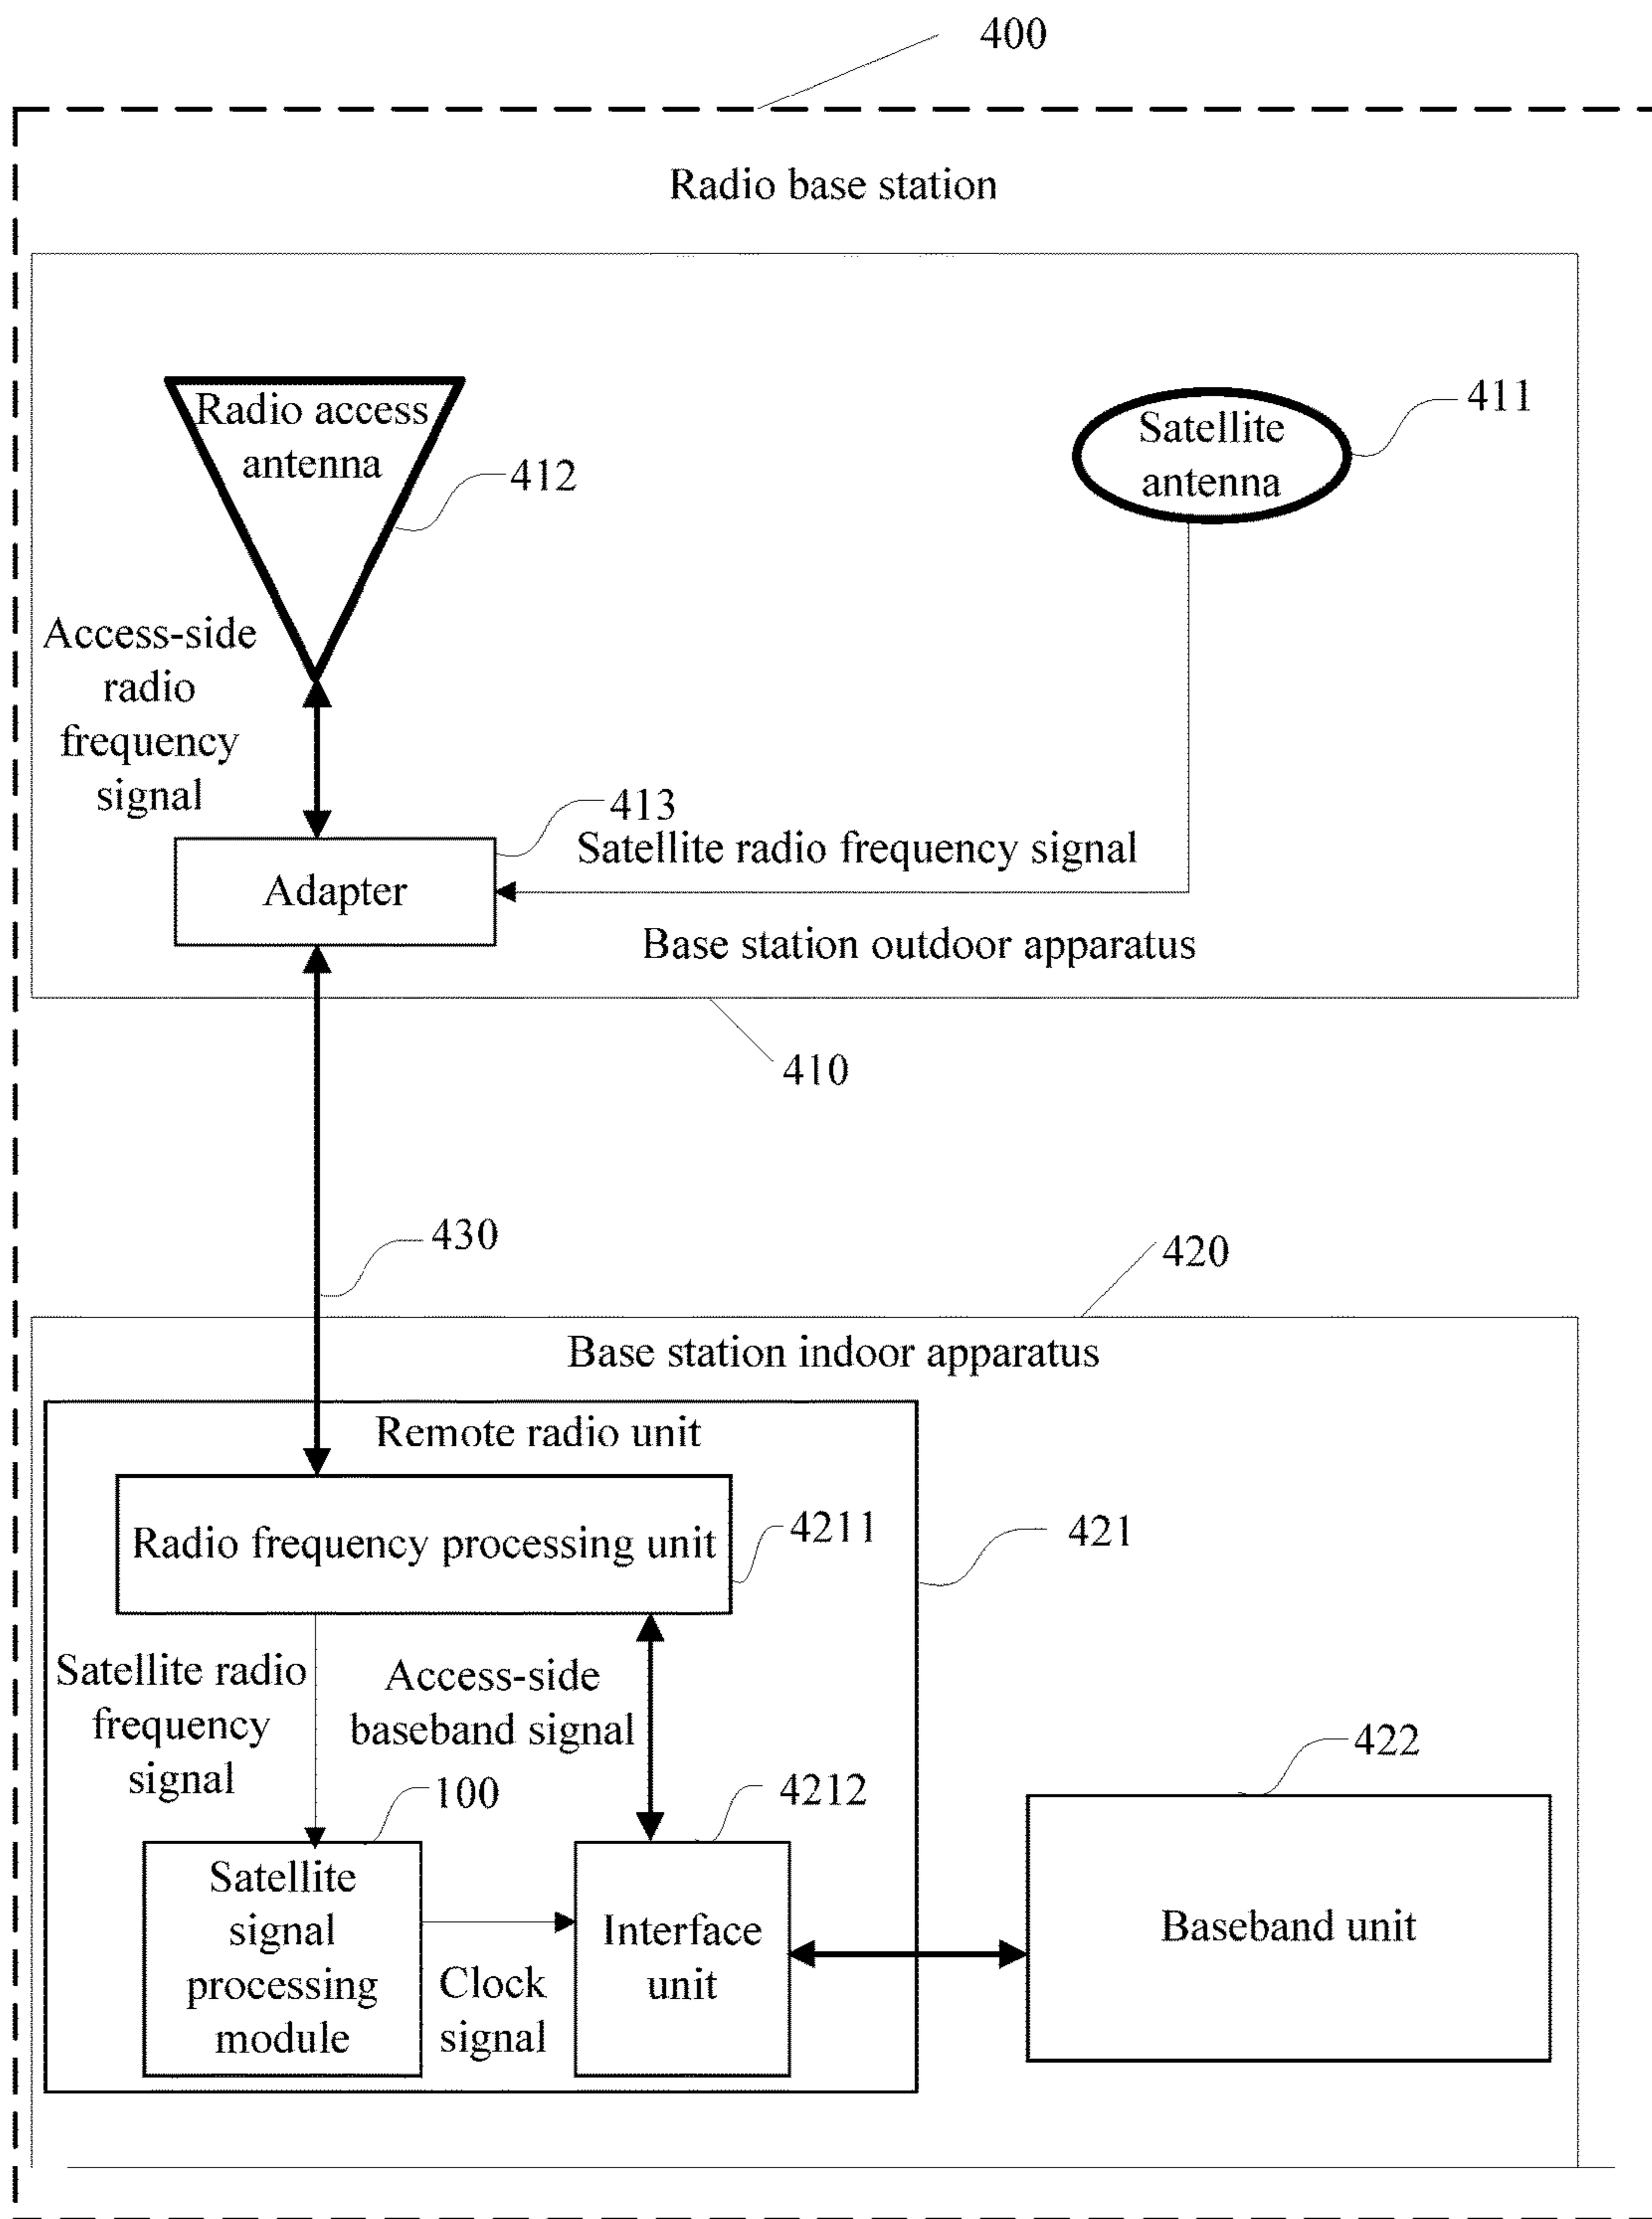 400
Radio base station
Radio access
antenna
412
Satellite
antenna
411
Access-side
radio
frequency
signal
413
Satellite radio frequency signal
Adapter
Base station outdoor apparatus
410
430
420
Base station indoor apparatus
Remote radio unit
Radio frequency processing unit
4211
421
Satellite radio
frequency
signal
Access-side
baseband signal
100
4212
422
Satellite
signal
processing
module
Clock
signal
Interface
unit
Baseband unit